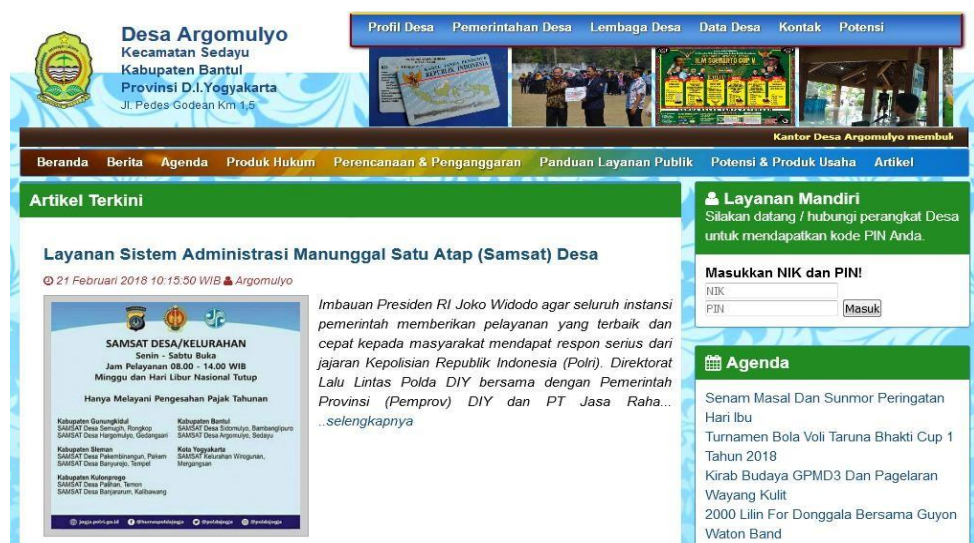 Desa Argomulyo
Kecamatan Sedayu
Kabupaten Bantul
Provinsi D.I.Yogyakarta
Jl. Pedes Godean Km 1,5
Profil Desa Pemerintahan Desa Lembaga Desa Data Desa Kontak Potensi
REPUBLIK INDONESIA
Kantor Desa Argomulyo membuk
Beranda Berita Agenda Produk Hukum Perencanaan & Penganggaran Panduan Layanan Publik Potensi & Produk Usaha Artikel
Artikel Terkini
Layanan Sistem Administrasi Manunggal Satu Atap (Samsat) Desa
21 Februari 2018 10:15:50 WIB Argomulyo
SAMSAT DESA/KELURAHAN
Senin - Sabtu Buka
Jam Pelayanan 08.00 - 14.00 WIB
Minggu dan Hari Libur Nasional Tutup
Hanya Melayani Pengesahan Pajak Tahunan
Kabupaten Gunungkidul
SAMSAT Desa Semugih, Rongkop
SAMSAT Desa Hargomulyo, Gedangsari
Kabupaten Sleman
SAMSAT Desa Pakembinangun, Pakem
SAMSAT Desa Banyurejo, Tempel
Kabupaten Kulonprogo
SAMSAT Desa Palihan, Temon
SAMSAT Desa Banjararum, Kalibawang
Kabupaten Bantul
SAMSAT Desa Sidomulyo, Bambanglipuro
SAMSAT Desa Argomulyo, Sedayu
Kota Yogyakarta
SAMSAT Kelurahan Wirogunan,
Mergangsan
jogja.polri.go.id @humaspoldajogja @poldajogja @poldajogja
Imbauan Presiden RI Joko Widodo agar seluruh instansi
pemerintah memberikan pelayanan yang terbaik dan
cepat kepada masyarakat mendapat respon serius dari
jajaran Kepolisian Republik Indonesia (Polri). Direktorat
Lalu Lintas Polda DIY bersama dengan Pemerintah
Provinsi (Pemprov) DIY dan PT Jasa Raha...
..selengkapnya
Layanan Mandiri
Silakan datang / hubungi perangkat Desa
untuk mendapatkan kode PIN Anda.
Masukkan NIK dan PIN!
NIK
PIN Masuk
Agenda
Senam Masal Dan Sunmor Peringatan
Hari Ibu
Turnamen Bola Voli Taruna Bhakti Cup 1
Tahun 2018
Kirab Budaya GPMD3 Dan Pagelaran
Wayang Kulit
2000 Lilin For Donggala Bersama Guyon
Waton Band